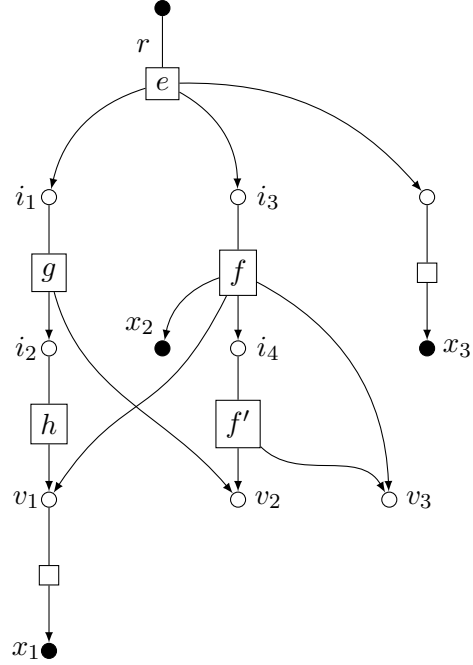 r
e
i₁ i₃
g f
x₂
i₂ i₄ x₃
h f′
v₁ v₂ v₃
x₁